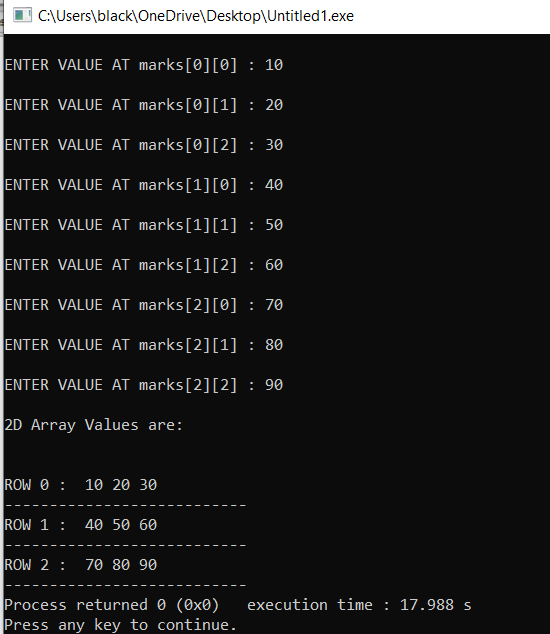 C:\Users\black\OneDrive\Desktop\Untitled1.exe
ENTER VALUE AT marks[0][0] : 10
ENTER VALUE AT marks[0][1] : 20
ENTER VALUE AT marks[0][2] : 30
ENTER VALUE AT marks[1][0] : 40
ENTER VALUE AT marks[1][1] : 50
ENTER VALUE AT marks[1][2] : 60
ENTER VALUE AT marks[2][0] : 70
ENTER VALUE AT marks[2][1] : 80
ENTER VALUE AT marks[2][2] : 90
2D Array Values are:
ROW 0 :  10 20 30
---------------------------
ROW 1 :  40 50 60
---------------------------
ROW 2 :  70 80 90
---------------------------
Process returned 0 (0x0)   execution time : 17.988 s
Press any key to continue.